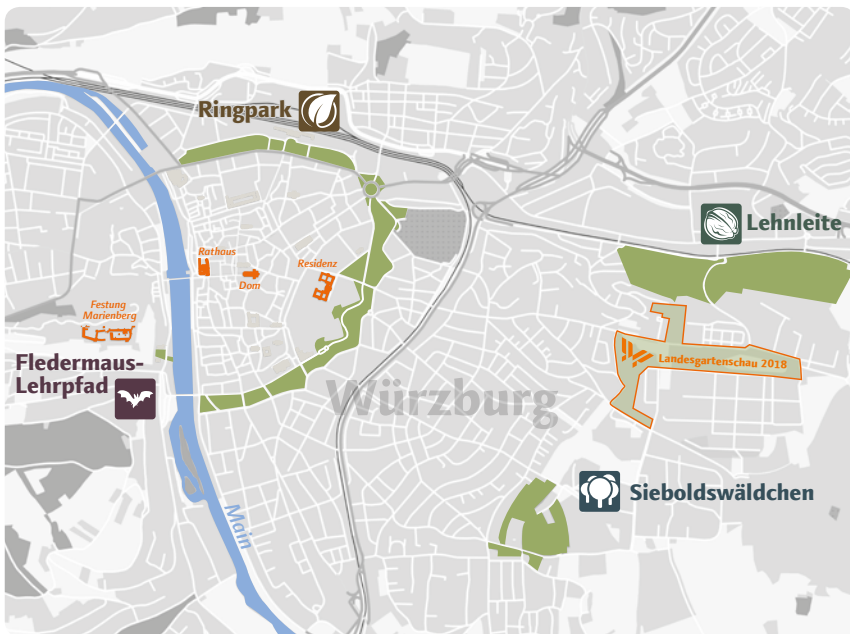 Ringpark
Lehnleite
Rathaus
Dom
Residenz
Festung
Marienberg
Fledermaus-
Lehrpfad
Landesgartenschau 2018
Würzburg
Sieboldswäldchen
Main